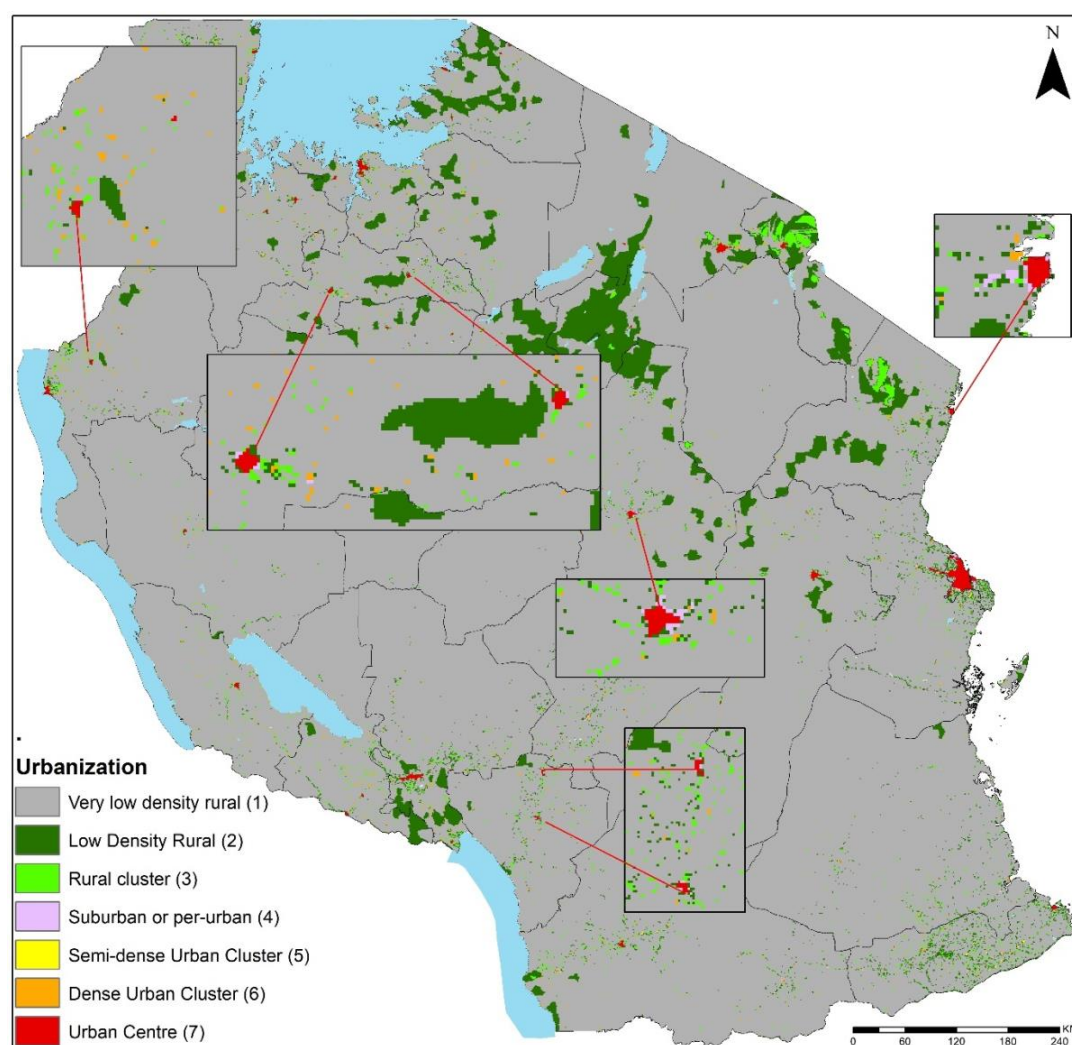 N
Urbanization
Very low density rural (1)
Low Density Rural (2)
Rural cluster (3)
Suburban or per-urban (4)
Semi-dense Urban Cluster (5)
Dense Urban Cluster (6)
Urban Centre (7)
0 30 60 120 180 240